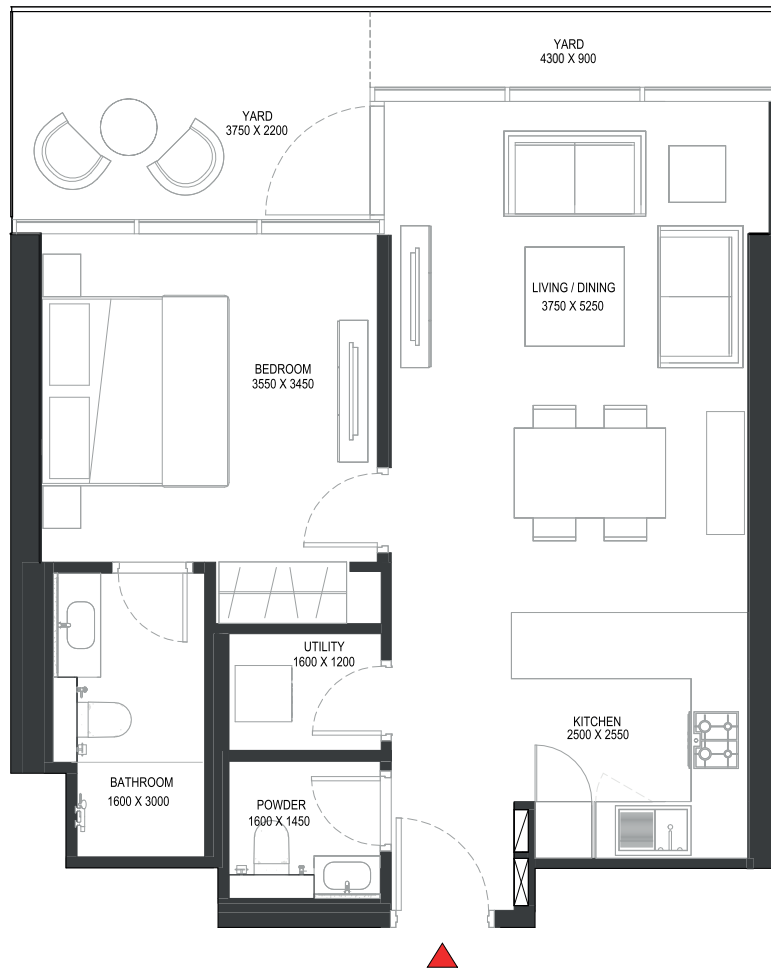 YARD
4300 X 900
YARD
3750 X 2200
LIVING / DINING
3750 X 5250
BEDROOM
3550 X 3450
UTILITY
1600 X 1200
KITCHEN
2500 X 2550
BATHROOM
1600 X 3000
POWDER
1600 X 1450